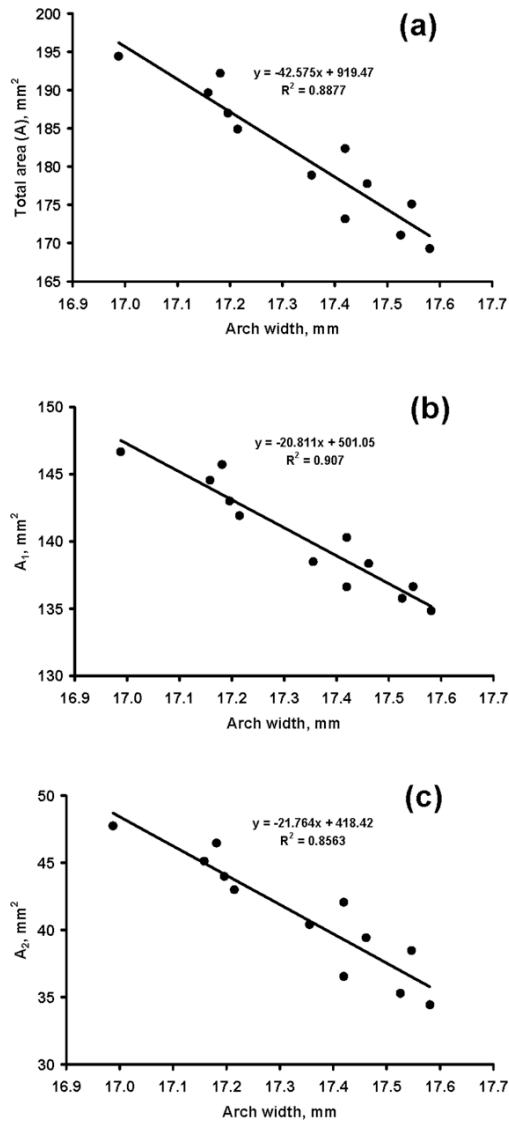 (a)
y = -42.575x + 919.47
R² = 0.8877
Total area (A), mm²
200
195
190
185
180
175
170
165
16.9 17.0 17.1 17.2 17.3 17.4 17.5 17.6 17.7
Arch width, mm
(b)
y = -20.811x + 501.05
R² = 0.907
A₁, mm²
150
145
140
135
130
16.9 17.0 17.1 17.2 17.3 17.4 17.5 17.6 17.7
Arch width, mm
(c)
y = -21.764x + 418.42
R² = 0.8563
A₂, mm²
50
45
40
35
30
16.9 17.0 17.1 17.2 17.3 17.4 17.5 17.6 17.7
Arch width, mm